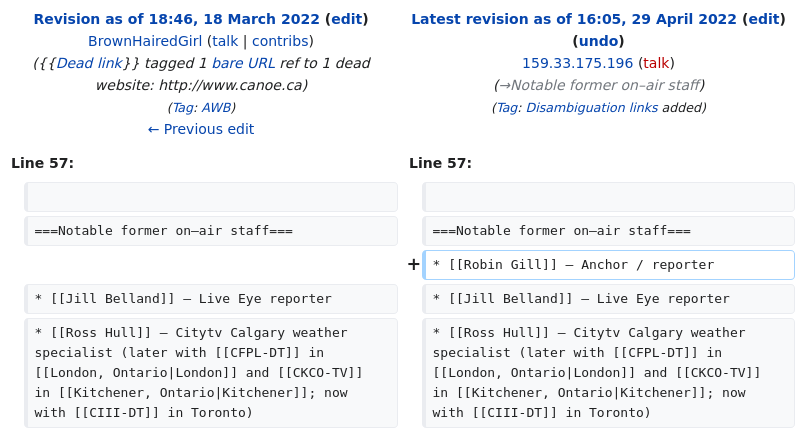 Revision as of 18:46, 18 March 2022 (edit)
BrownHairedGirl (talk | contribs)
({{Dead link}} tagged 1 bare URL ref to 1 dead
website: http://www.canoe.ca)
(Tag: AWB)
← Previous edit
Latest revision as of 16:05, 29 April 2022 (edit)
(undo)
159.33.175.196 (talk)
(→Notable former on–air staff)
(Tag: Disambiguation links added)
Line 57:
Line 57:
===Notable former on–air staff===
===Notable former on–air staff===
+ * [[Robin Gill]] – Anchor / reporter
* [[Jill Belland]] – Live Eye reporter
* [[Jill Belland]] – Live Eye reporter
* [[Ross Hull]] – Citytv Calgary weather
specialist (later with [[CFPL-DT]] in
[[London, Ontario|London]] and [[CKCO-TV]]
in [[Kitchener, Ontario|Kitchener]]; now
with [[CIII-DT]] in Toronto)
* [[Ross Hull]] – Citytv Calgary weather
specialist (later with [[CFPL-DT]] in
[[London, Ontario|London]] and [[CKCO-TV]]
in [[Kitchener, Ontario|Kitchener]]; now
with [[CIII-DT]] in Toronto)